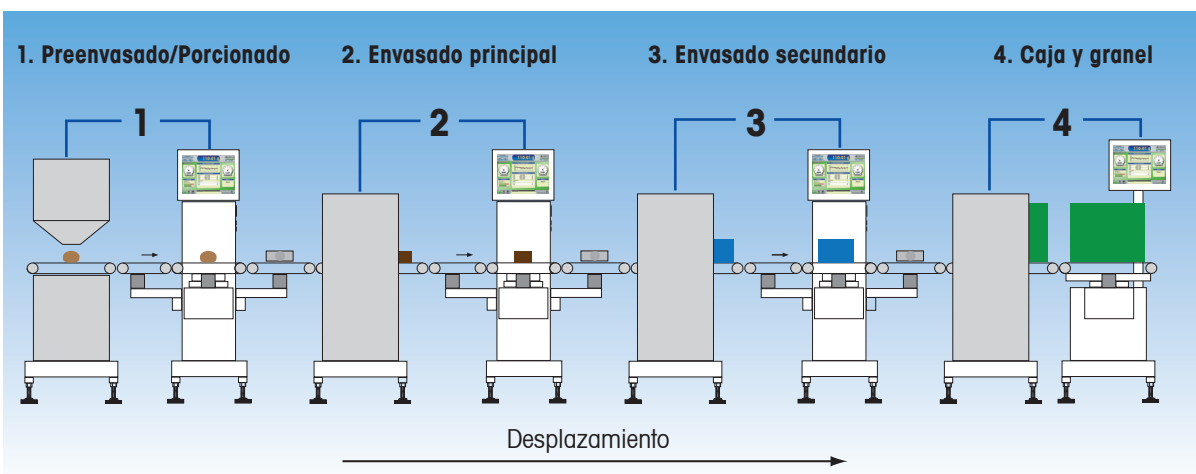 1. Preenvasado/Porcionado
2. Envasado principal
3. Envasado secundario
4. Caja y granel
1
2
3
4
Desplazamiento